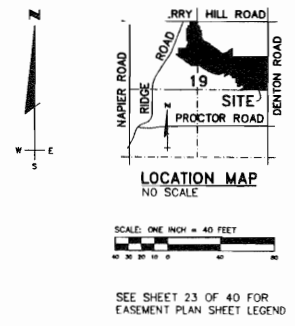 N
W E
S
.RRY HILL ROAD
NAPIER ROAD
RIDGE ROAD
DENTON ROAD
19
N
SITE
PROCTOR ROAD
LOCATION MAP
NO SCALE
SCALE: ONE INCH = 40 FEET
40 30 20 10 0 40 80
SEE SHEET 23 OF 40 FOR
EASEMENT PLAN SHEET LEGEND